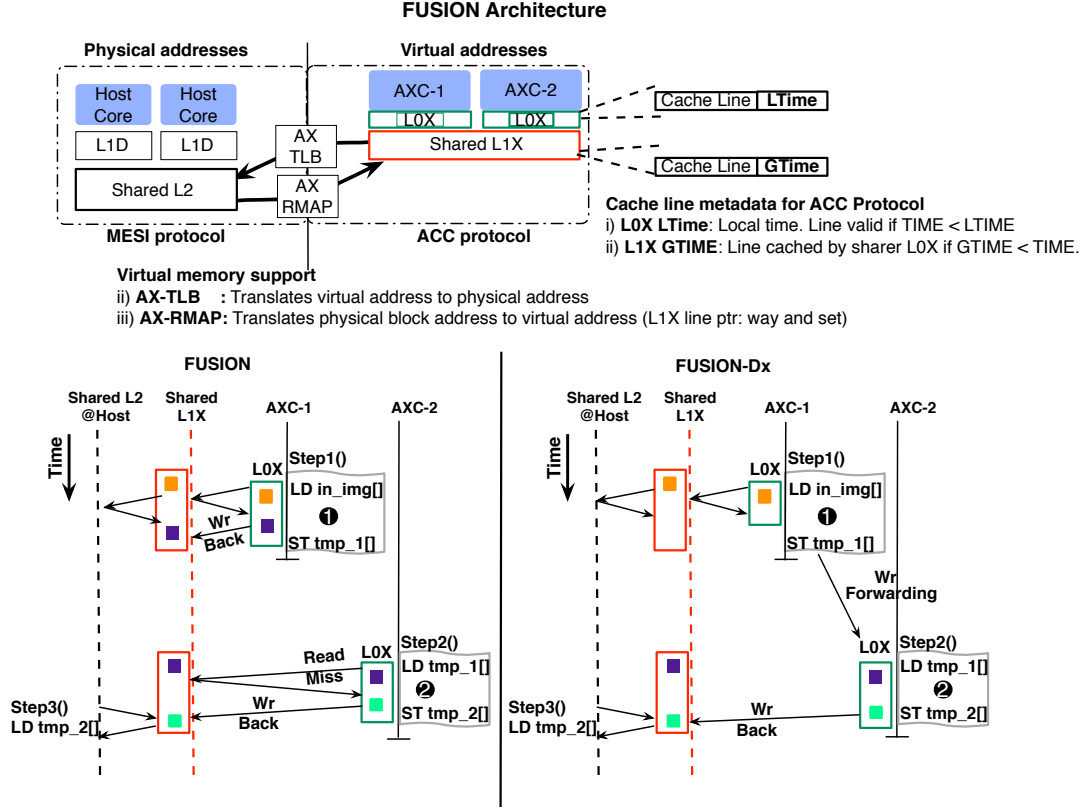 FUSION Architecture
Physical addresses
Virtual addresses
Host Core
Host Core
AXC-1
AXC-2
L0X
L0X
L1D
L1D
AX TLB
Shared L1X
Shared L2
AX RMAP
MESI protocol
ACC protocol
Cache Line LTime
Cache Line GTime
Cache line metadata for ACC Protocol
i) L0X LTime: Local time. Line valid if TIME < LTIME
ii) L1X GTIME: Line cached by sharer L0X if GTIME < TIME.
Virtual memory support
ii) AX-TLB : Translates virtual address to physical address
iii) AX-RMAP: Translates physical block address to virtual address (L1X line ptr: way and set)
FUSION
Shared L2 @Host
Shared L1X
AXC-1
AXC-2
Time
L0X
Step1()
LD in_img[]
1
ST tmp_1[]
Wr Back
L0X
Step2()
LD tmp_1[]
2
ST tmp_2[]
Read Miss
Wr Back
Step3()
LD tmp_2[]
FUSION-Dx
Shared L2 @Host
Shared L1X
AXC-1
AXC-2
Time
L0X
Step1()
LD in_img[]
1
ST tmp_1[]
Wr Forwarding
L0X
Step2()
LD tmp_1[]
2
ST tmp_2[]
Wr Back
Step3()
LD tmp_2[]